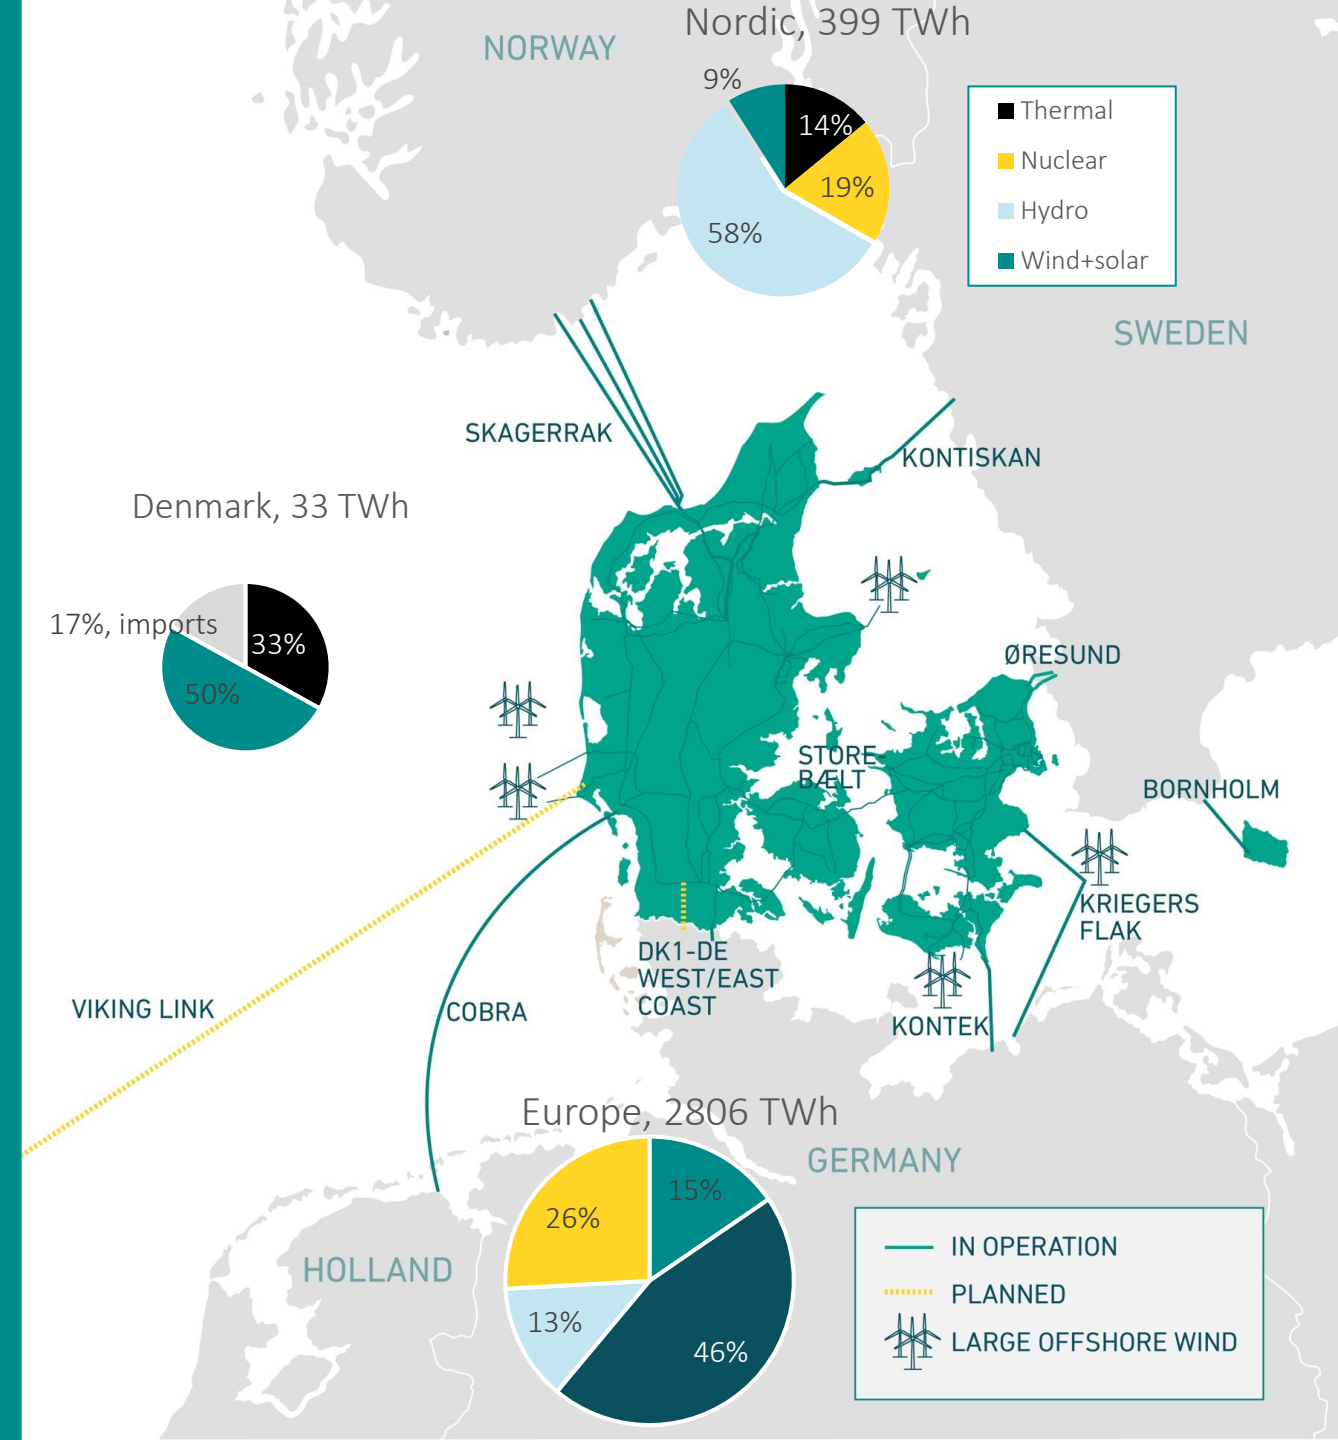 Nordic, 399 TWh
NORWAY
9%
14%
19%
58%
Thermal
Nuclear
Hydro
Wind+solar
SWEDEN
SKAGERRAK
KONTISKAN
Denmark, 33 TWh
17%, imports
33%
50%
ØRESUND
STORE-
BÆLT
BORNHOLM
KRIEGERS
FLAK
DK1-DE
WEST/EAST
COAST
VIKING LINK
COBRA
KONTEK
Europe, 2806 TWh
GERMANY
15%
26%
13%
46%
HOLLAND
IN OPERATION
PLANNED
LARGE OFFSHORE WIND